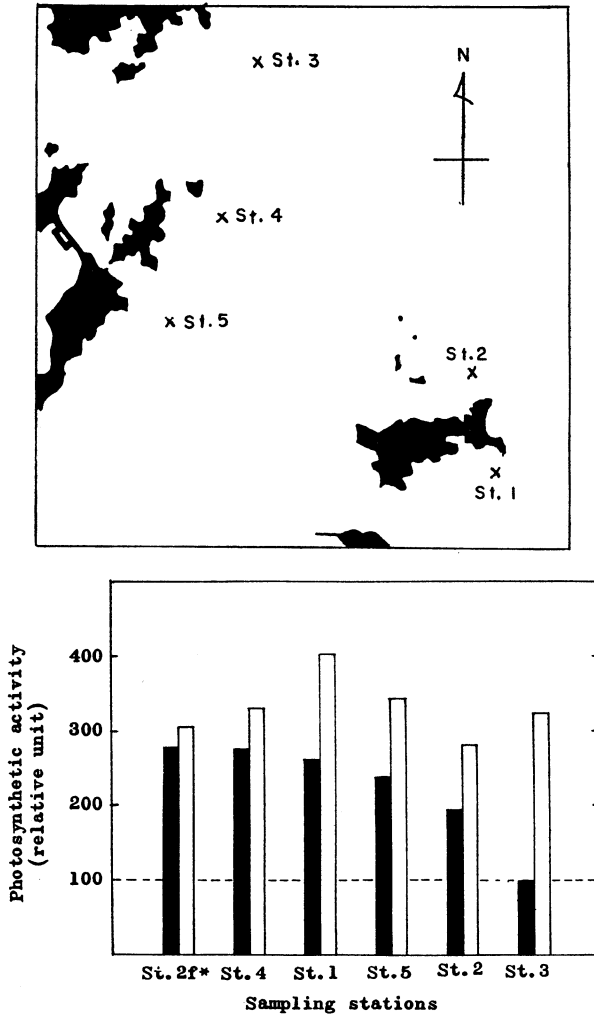 St. 3
N
St. 4
St. 5
St. 2
St. 1
Photosynthetic activity
(relative unit)
400
300
200
100
St.2f* St.4 St.1 St.5 St.2 St.3
Sampling stations